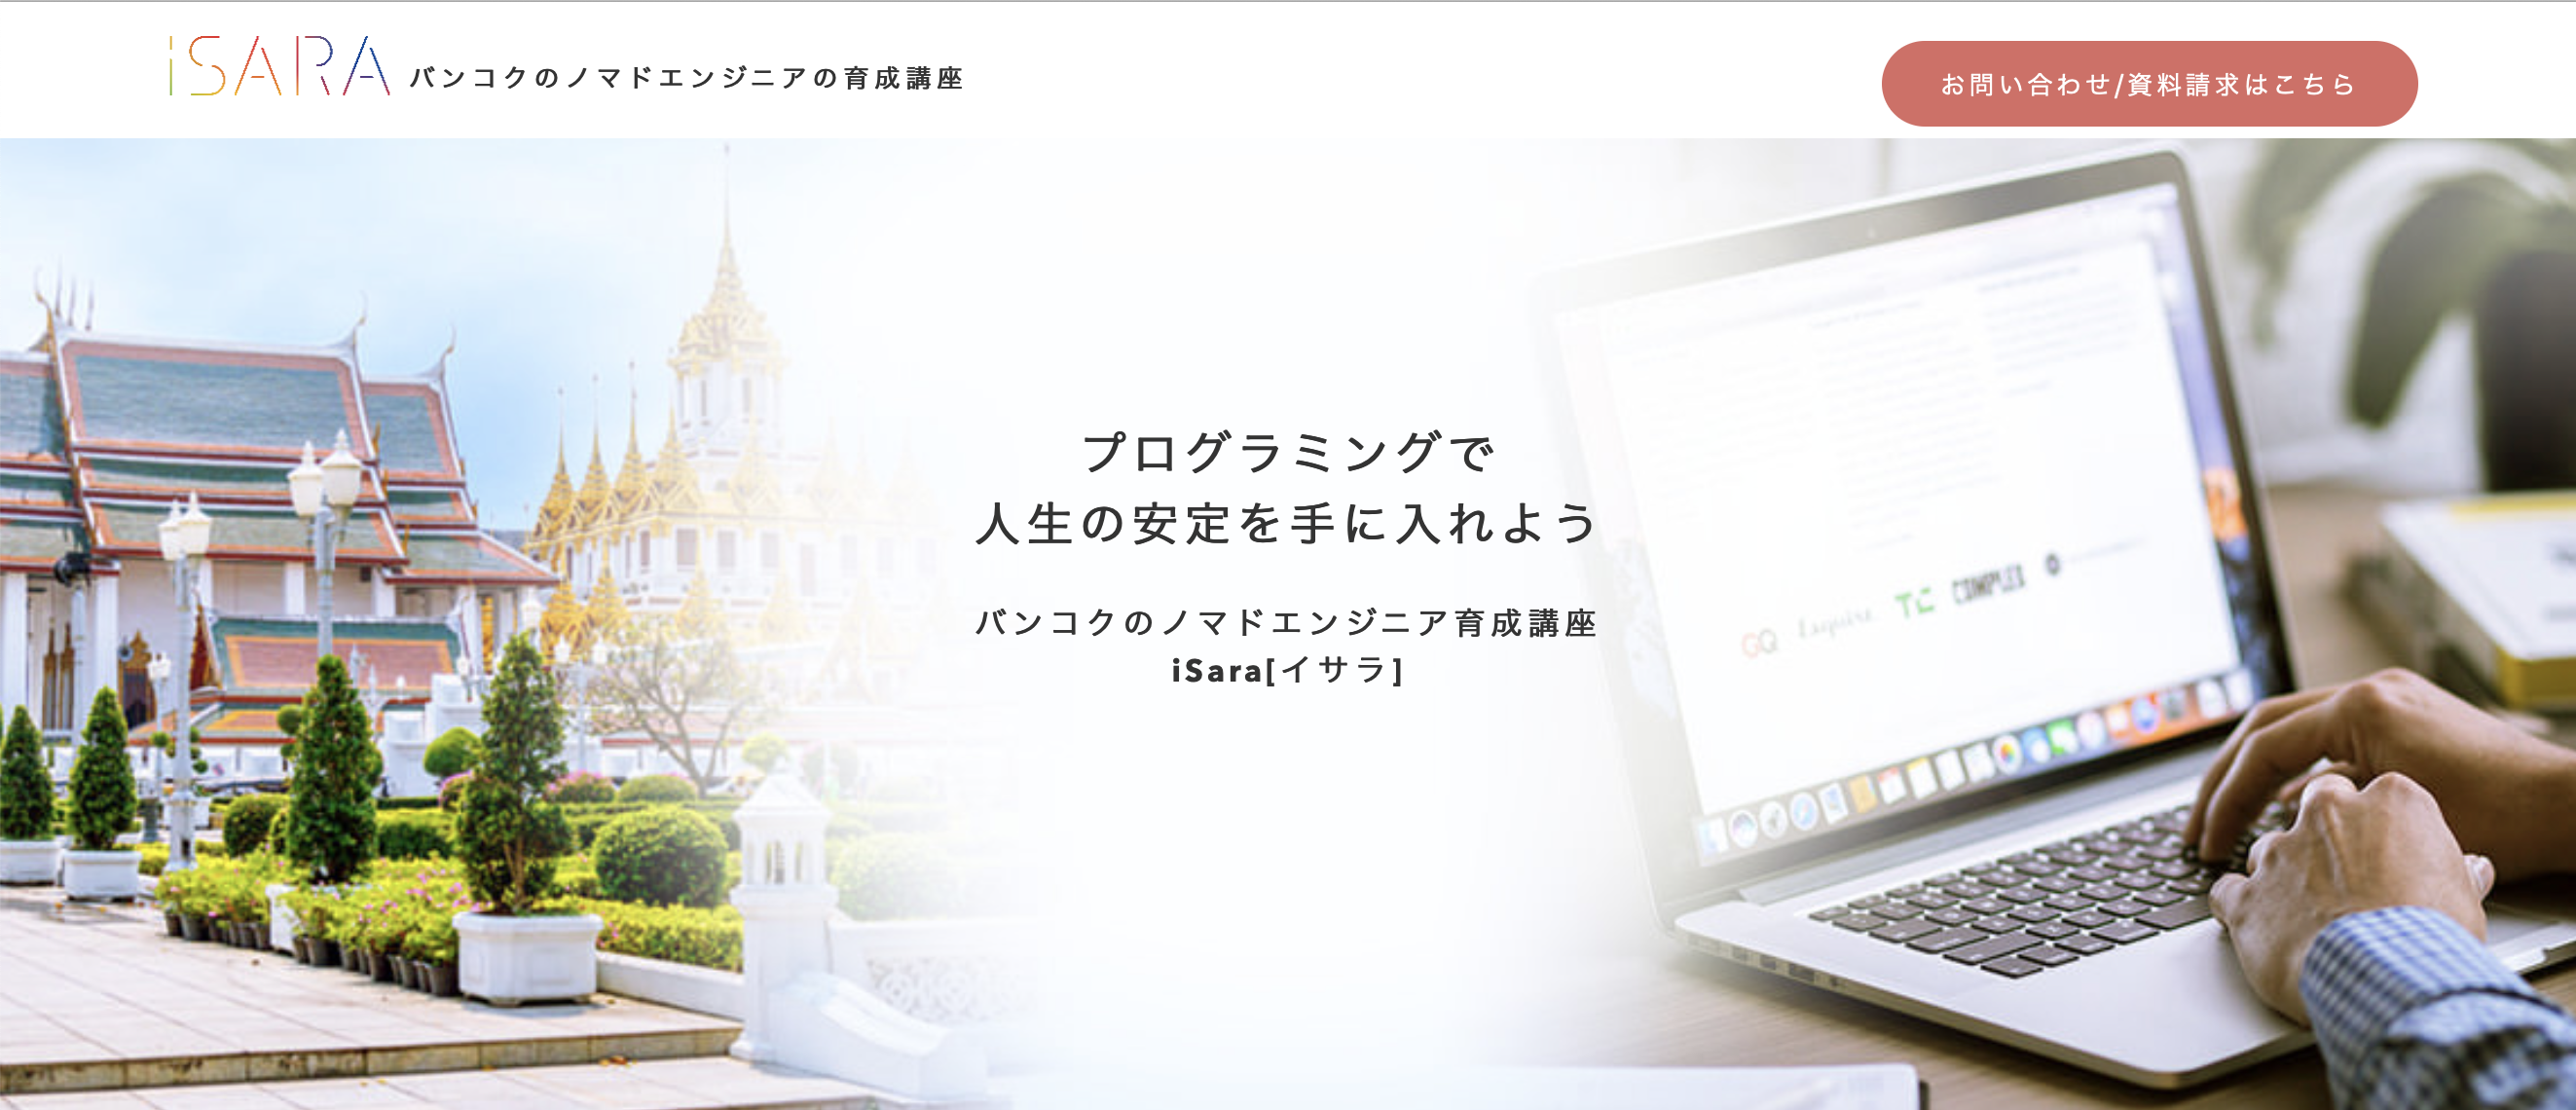 iSARA バンコクのノマドエンジニアの育成講座
お問い合わせ/資料請求はこちら
プログラミングで
人生の安定を手に入れよう
バンコクのノマドエンジニア育成講座
iSara[イサラ]
GQ Esquire TC COMPLEX